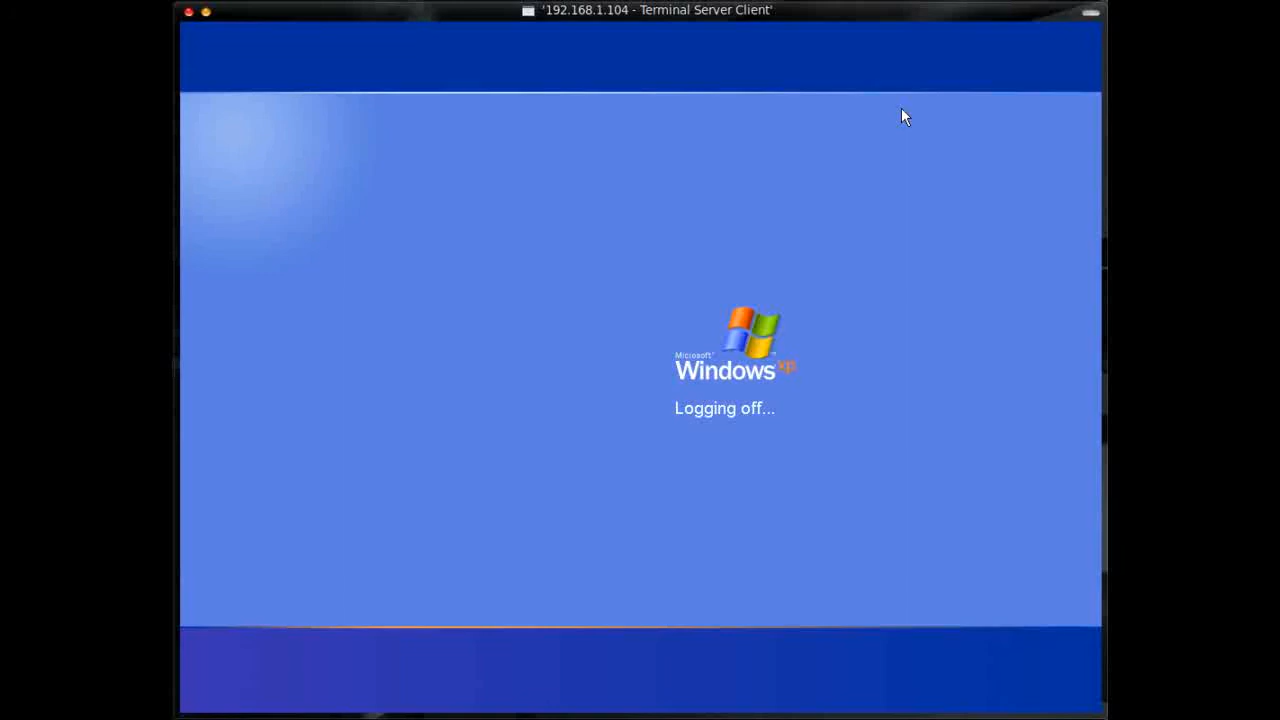 '192.168.1.104 - Terminal Server Client'
Microsoft
Windows xp
Logging off...